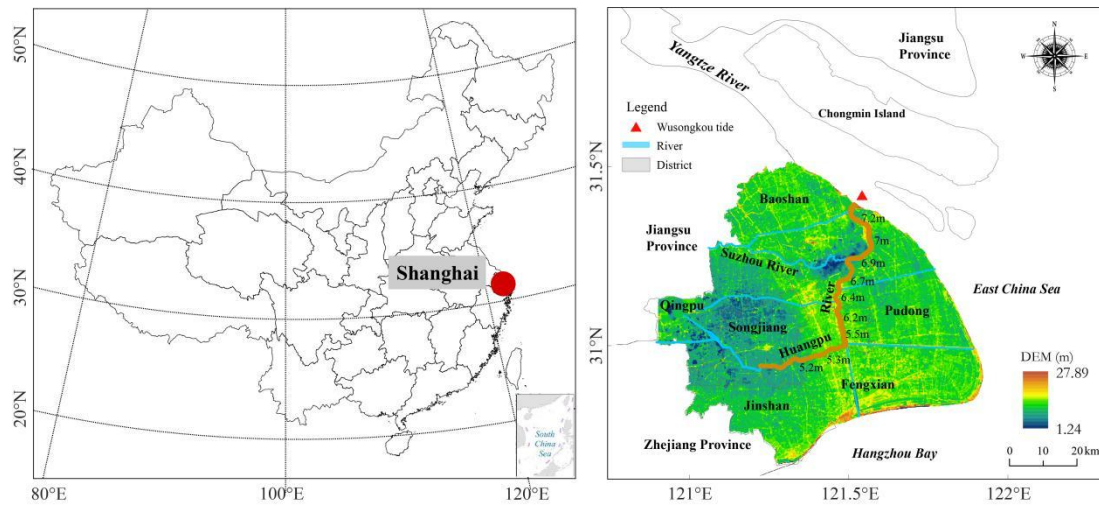 50°N
40°N
30°N
20°N
80°E
100°E
120°E
Shanghai
South
China
Sea
Jiangsu
Province
Yangtze River
Chongmin Island
N
W
E
S
Legend
Wusongkou tide
River
District
31.5°N
31°N
Baoshan
7.2m
7m
6.9m
6.7m
6.4m
6.2m
5.5m
5.3m
5.2m
Jiangsu
Province
Suzhou River
River
East China Sea
Qingpu
Songjiang
Pudong
Huangpu
Fengxian
Jinshan
DEM (m)
27.89
1.24
Zhejiang Province
Hangzhou Bay
0 10 20 km
121°E
121.5°E
122°E